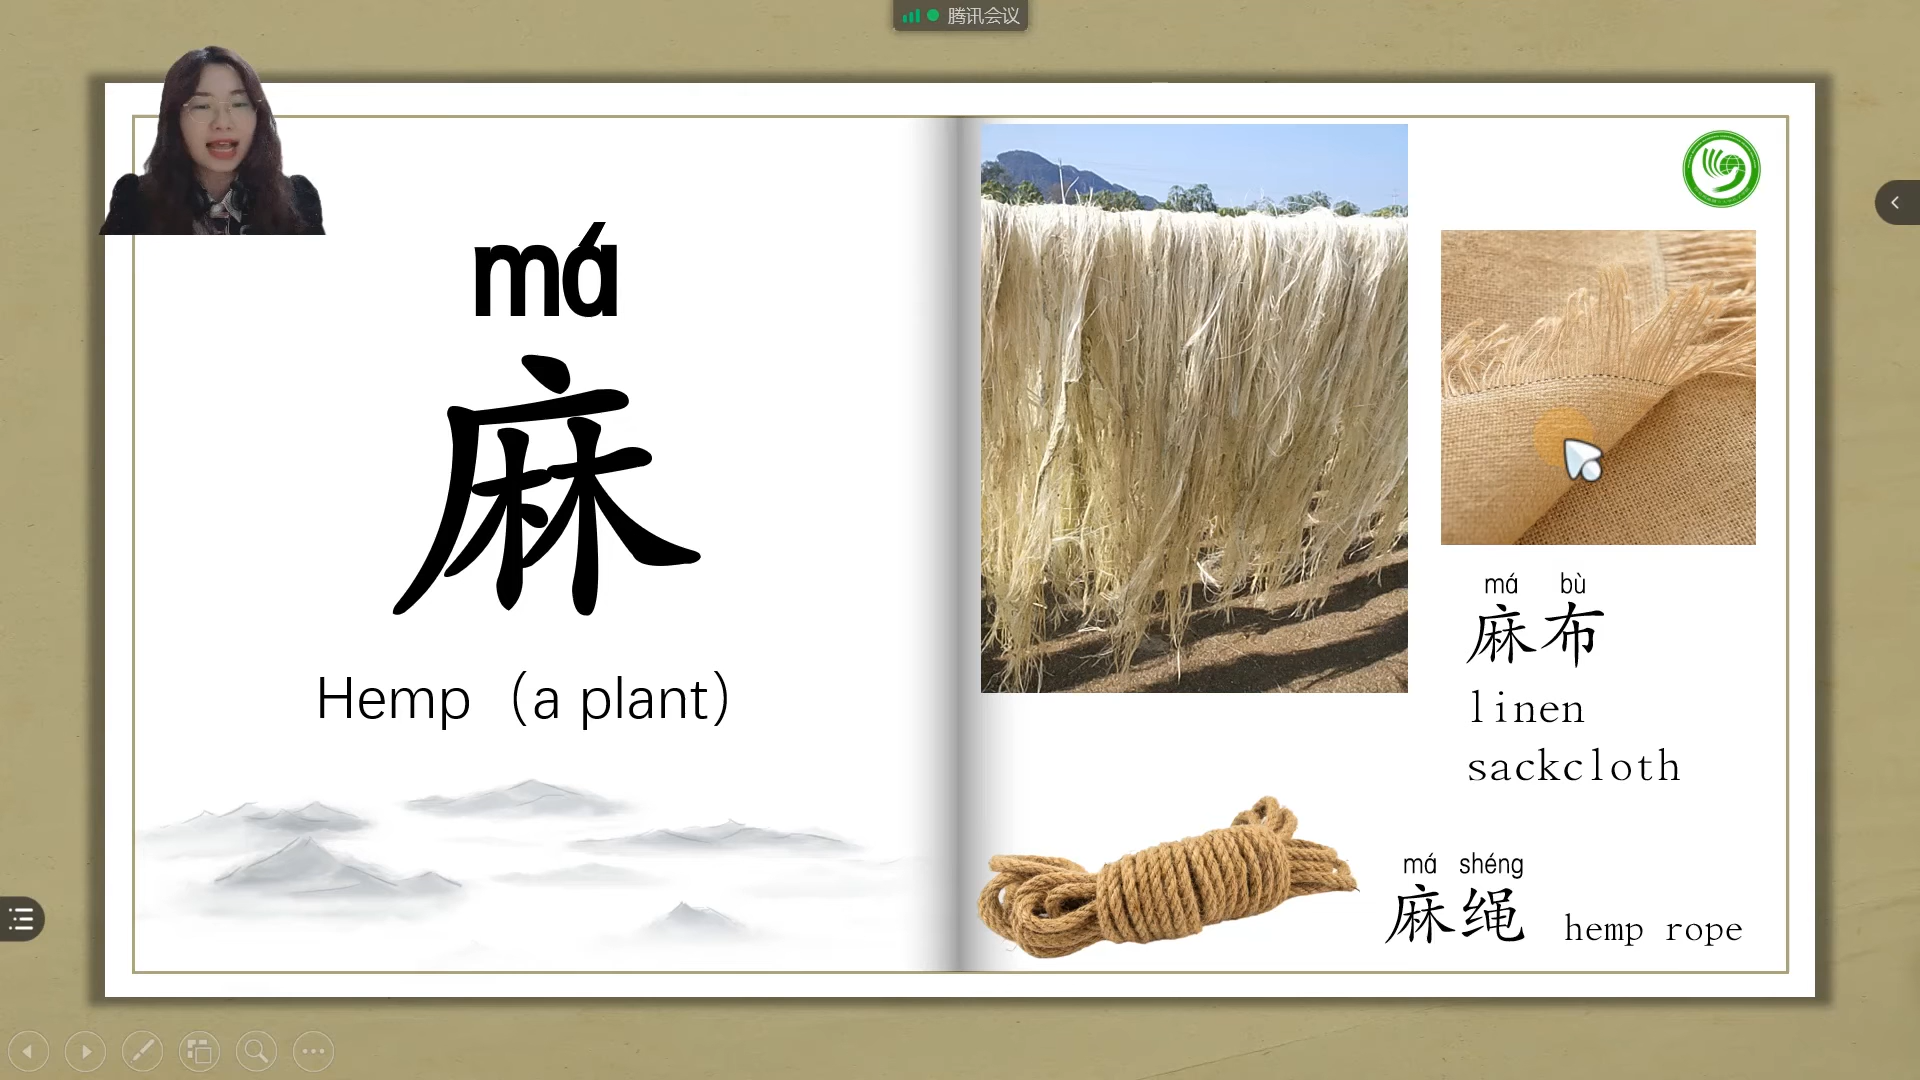 腾讯会议
má
麻
Hemp（a plant）
má bù
麻布
linen
sackcloth
má shéng
麻绳 hemp rope